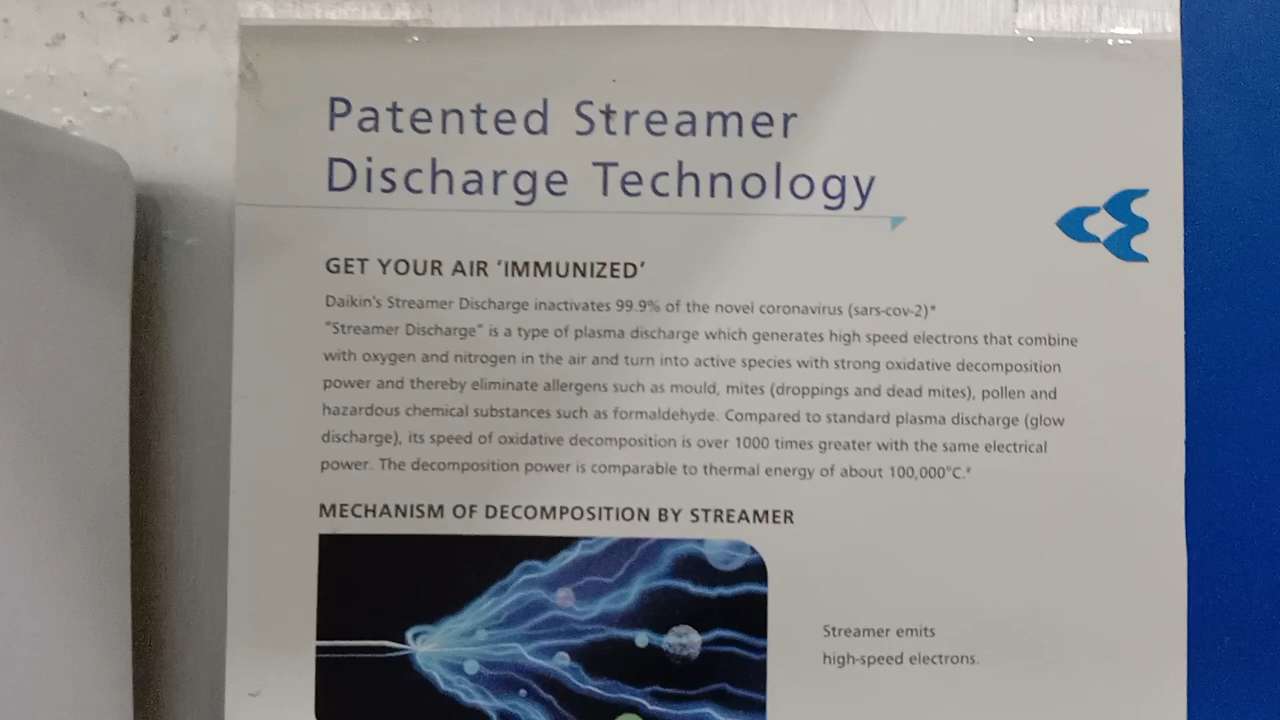 Patented Streamer
Discharge Technology
GET YOUR AIR 'IMMUNIZED'
Daikin's Streamer Discharge inactivates 99.9% of the novel coronavirus (sars-cov-2)*
"Streamer Discharge" is a type of plasma discharge which generates high speed electrons that combine
with oxygen and nitrogen in the air and turn into active species with strong oxidative decomposition
power and thereby eliminate allergens such as mould, mites (droppings and dead mites), pollen and
hazardous chemical substances such as formaldehyde. Compared to standard plasma discharge (glow
discharge), its speed of oxidative decomposition is over 1000 times greater with the same electrical
power. The decomposition power is comparable to thermal energy of about 100,000°C.*
MECHANISM OF DECOMPOSITION BY STREAMER
Streamer emits
high-speed electrons.